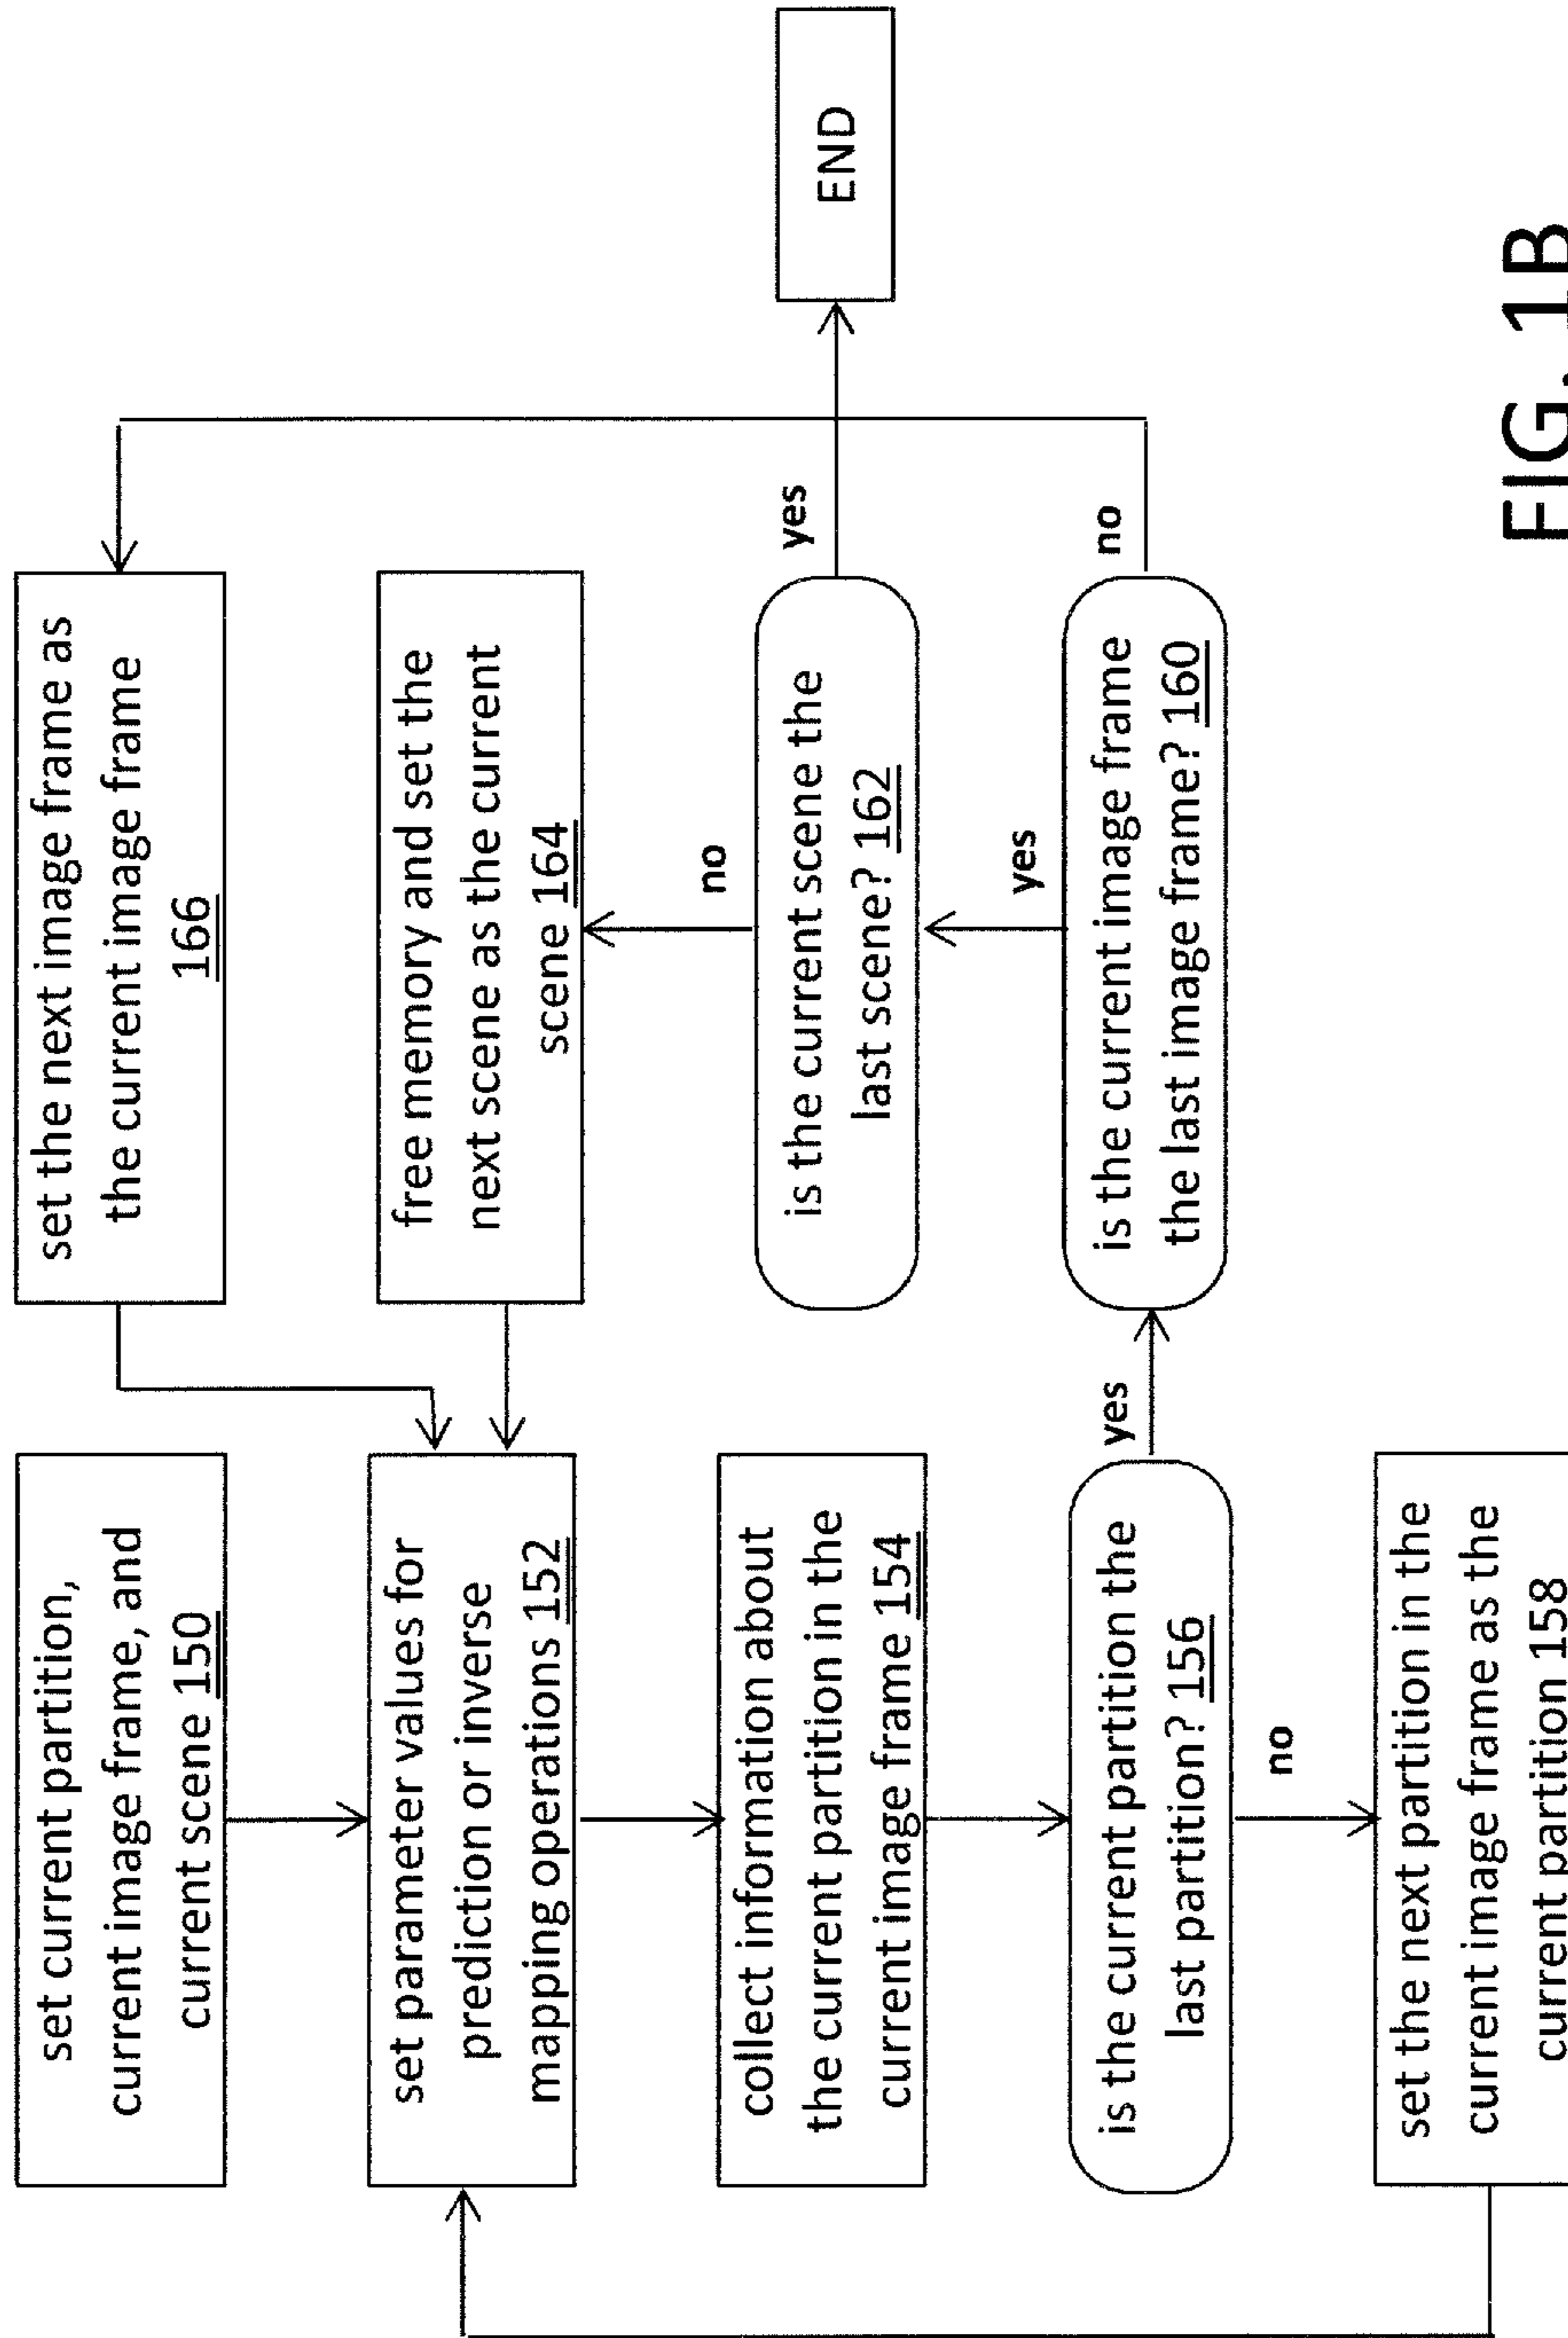 set current partition,
current image frame, and
current scene 150
set parameter values for
prediction or inverse
mapping operations 152
collect information about
the current partition in the
current image frame 154
is the current partition the
last partition? 156
yes
no
set the next partition in the
current image frame as the
current partition 158
set the next image frame as
the current image frame
166
free memory and set the
next scene as the current
scene 164
no
is the current scene the
last scene? 162
yes
yes
is the current image frame
the last image frame? 160
no
END
FIG. 1B